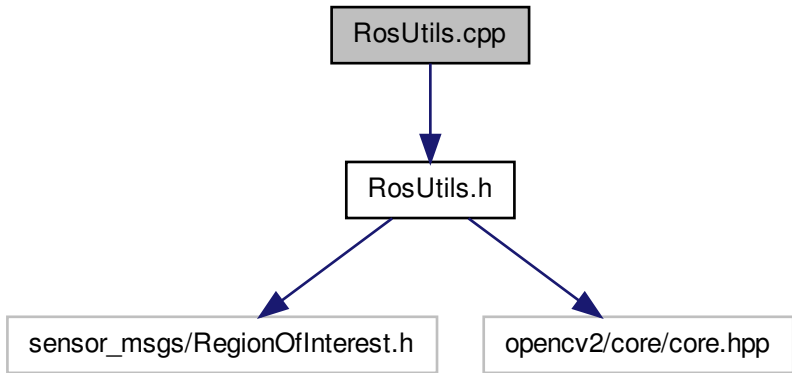 RosUtils.cpp
RosUtils.h
sensor_msgs/RegionOfInterest.h
opencv2/core/core.hpp